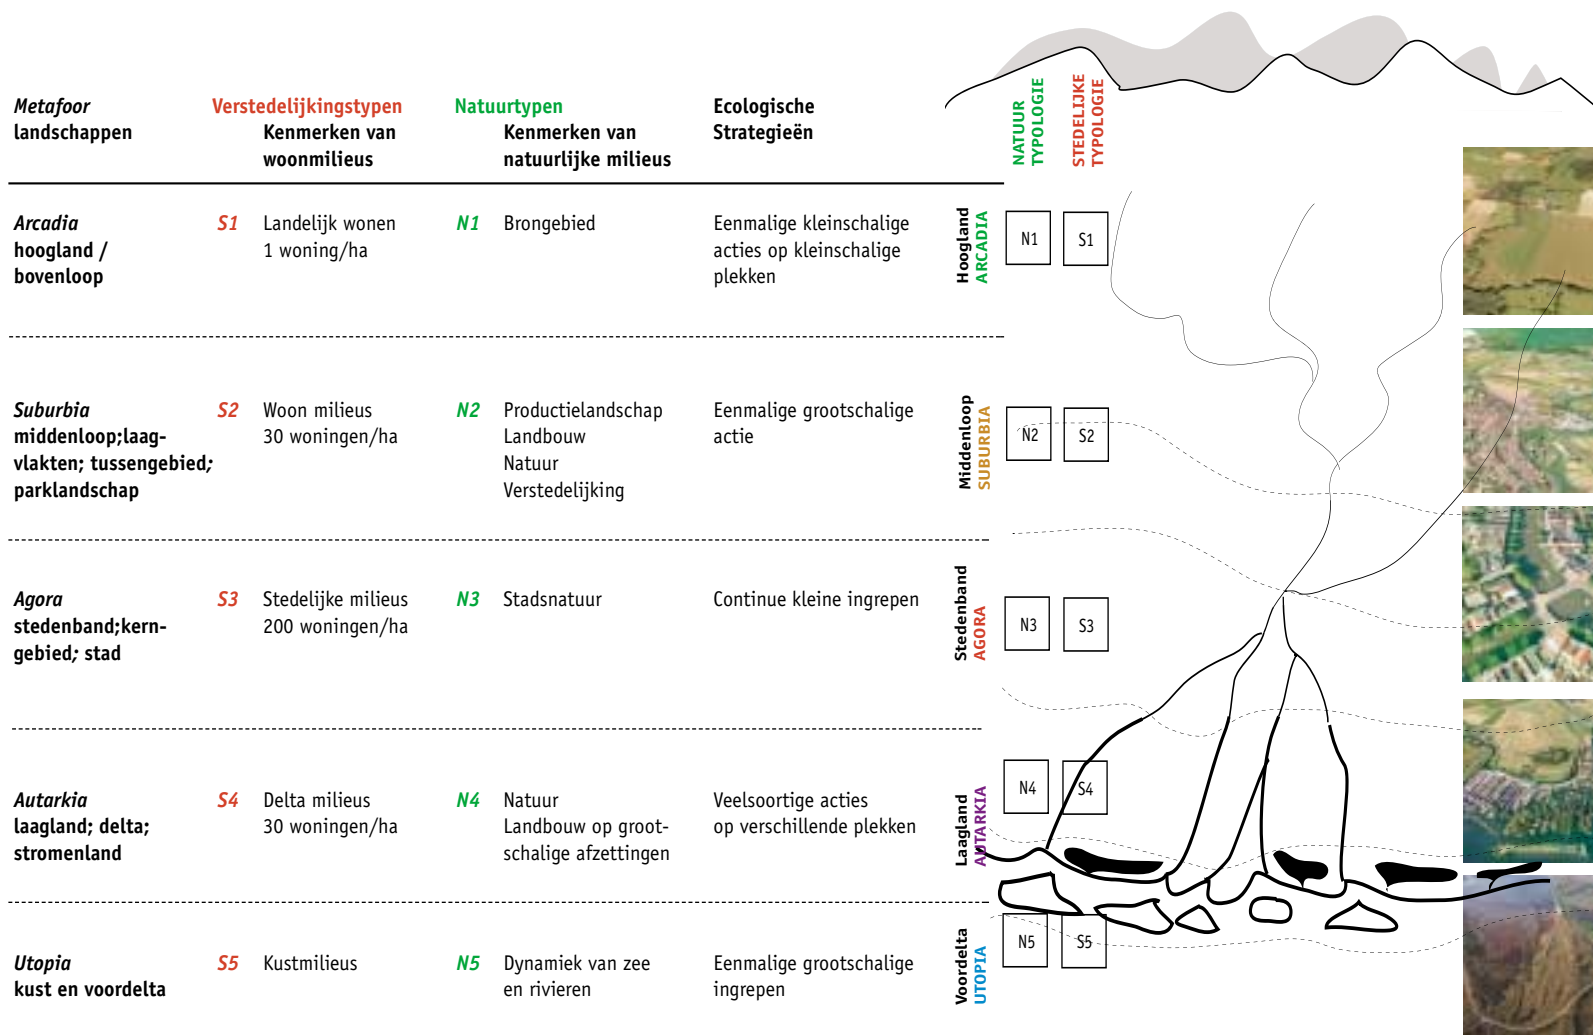 Metafoor
landschappen
Verstedelijkingstypen
Kenmerken van
woonmilieus
Natuurtypen
Kenmerken van
natuurlijke milieus
Ecologische
Strategieën
NATUUR
TYPOLOGIE
STEDELIJKE
TYPOLOGIE
Arcadia
hoogland /
bovenloop
S1
Landelijk wonen
1 woning/ha
N1
Brongebied
Eenmalige kleinschalige
acties op kleinschalige
plekken
Hoogland
ARCADIA
N1
S1
Suburbia
middenloop;laag-
vlakten; tussengebied;
parklandschap
S2
Woon milieus
30 woningen/ha
N2
Productielandschap
Landbouw
Natuur
Verstedelijking
Eenmalige grootschalige
actie
Middenloop
SUBURBIA
N2
S2
Agora
stedenband;kern-
gebied; stad
S3
Stedelijke milieus
200 woningen/ha
N3
Stadsnatuur
Continue kleine ingrepen
Stedenband
AGORA
N3
S3
Autarkia
laagland; delta;
stromenland
S4
Delta milieus
30 woningen/ha
N4
Natuur
Landbouw op groot-
schalige afzettingen
Veelsoortige acties
op verschillende plekken
Laagland
AUTARKIA
N4
S4
Utopia
kust en voordelta
S5
Kustmilieus
N5
Dynamiek van zee
en rivieren
Eenmalige grootschalige
ingrepen
Voordelta
UTOPIA
N5
S5